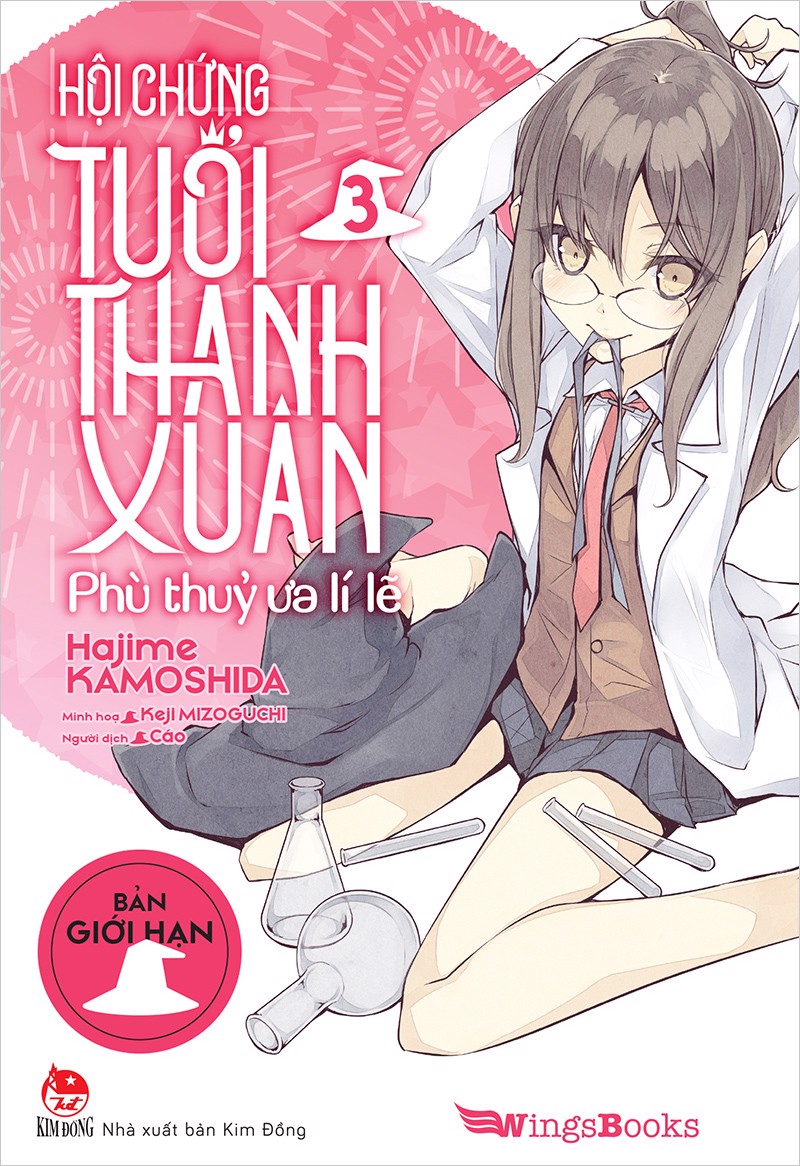 HỘI CHỨNG
TUỔI
3
THANH
XUÂN
Phù thuỷ ưa lí lẽ
Hajime
KAMOSHIDA
Minh hoạ Keji MIZOGUCHI
Người dịch Cáo
BẢN
GIỚI HẠN
KIM ĐỒNG Nhà xuất bản Kim Đồng
WingsBooks